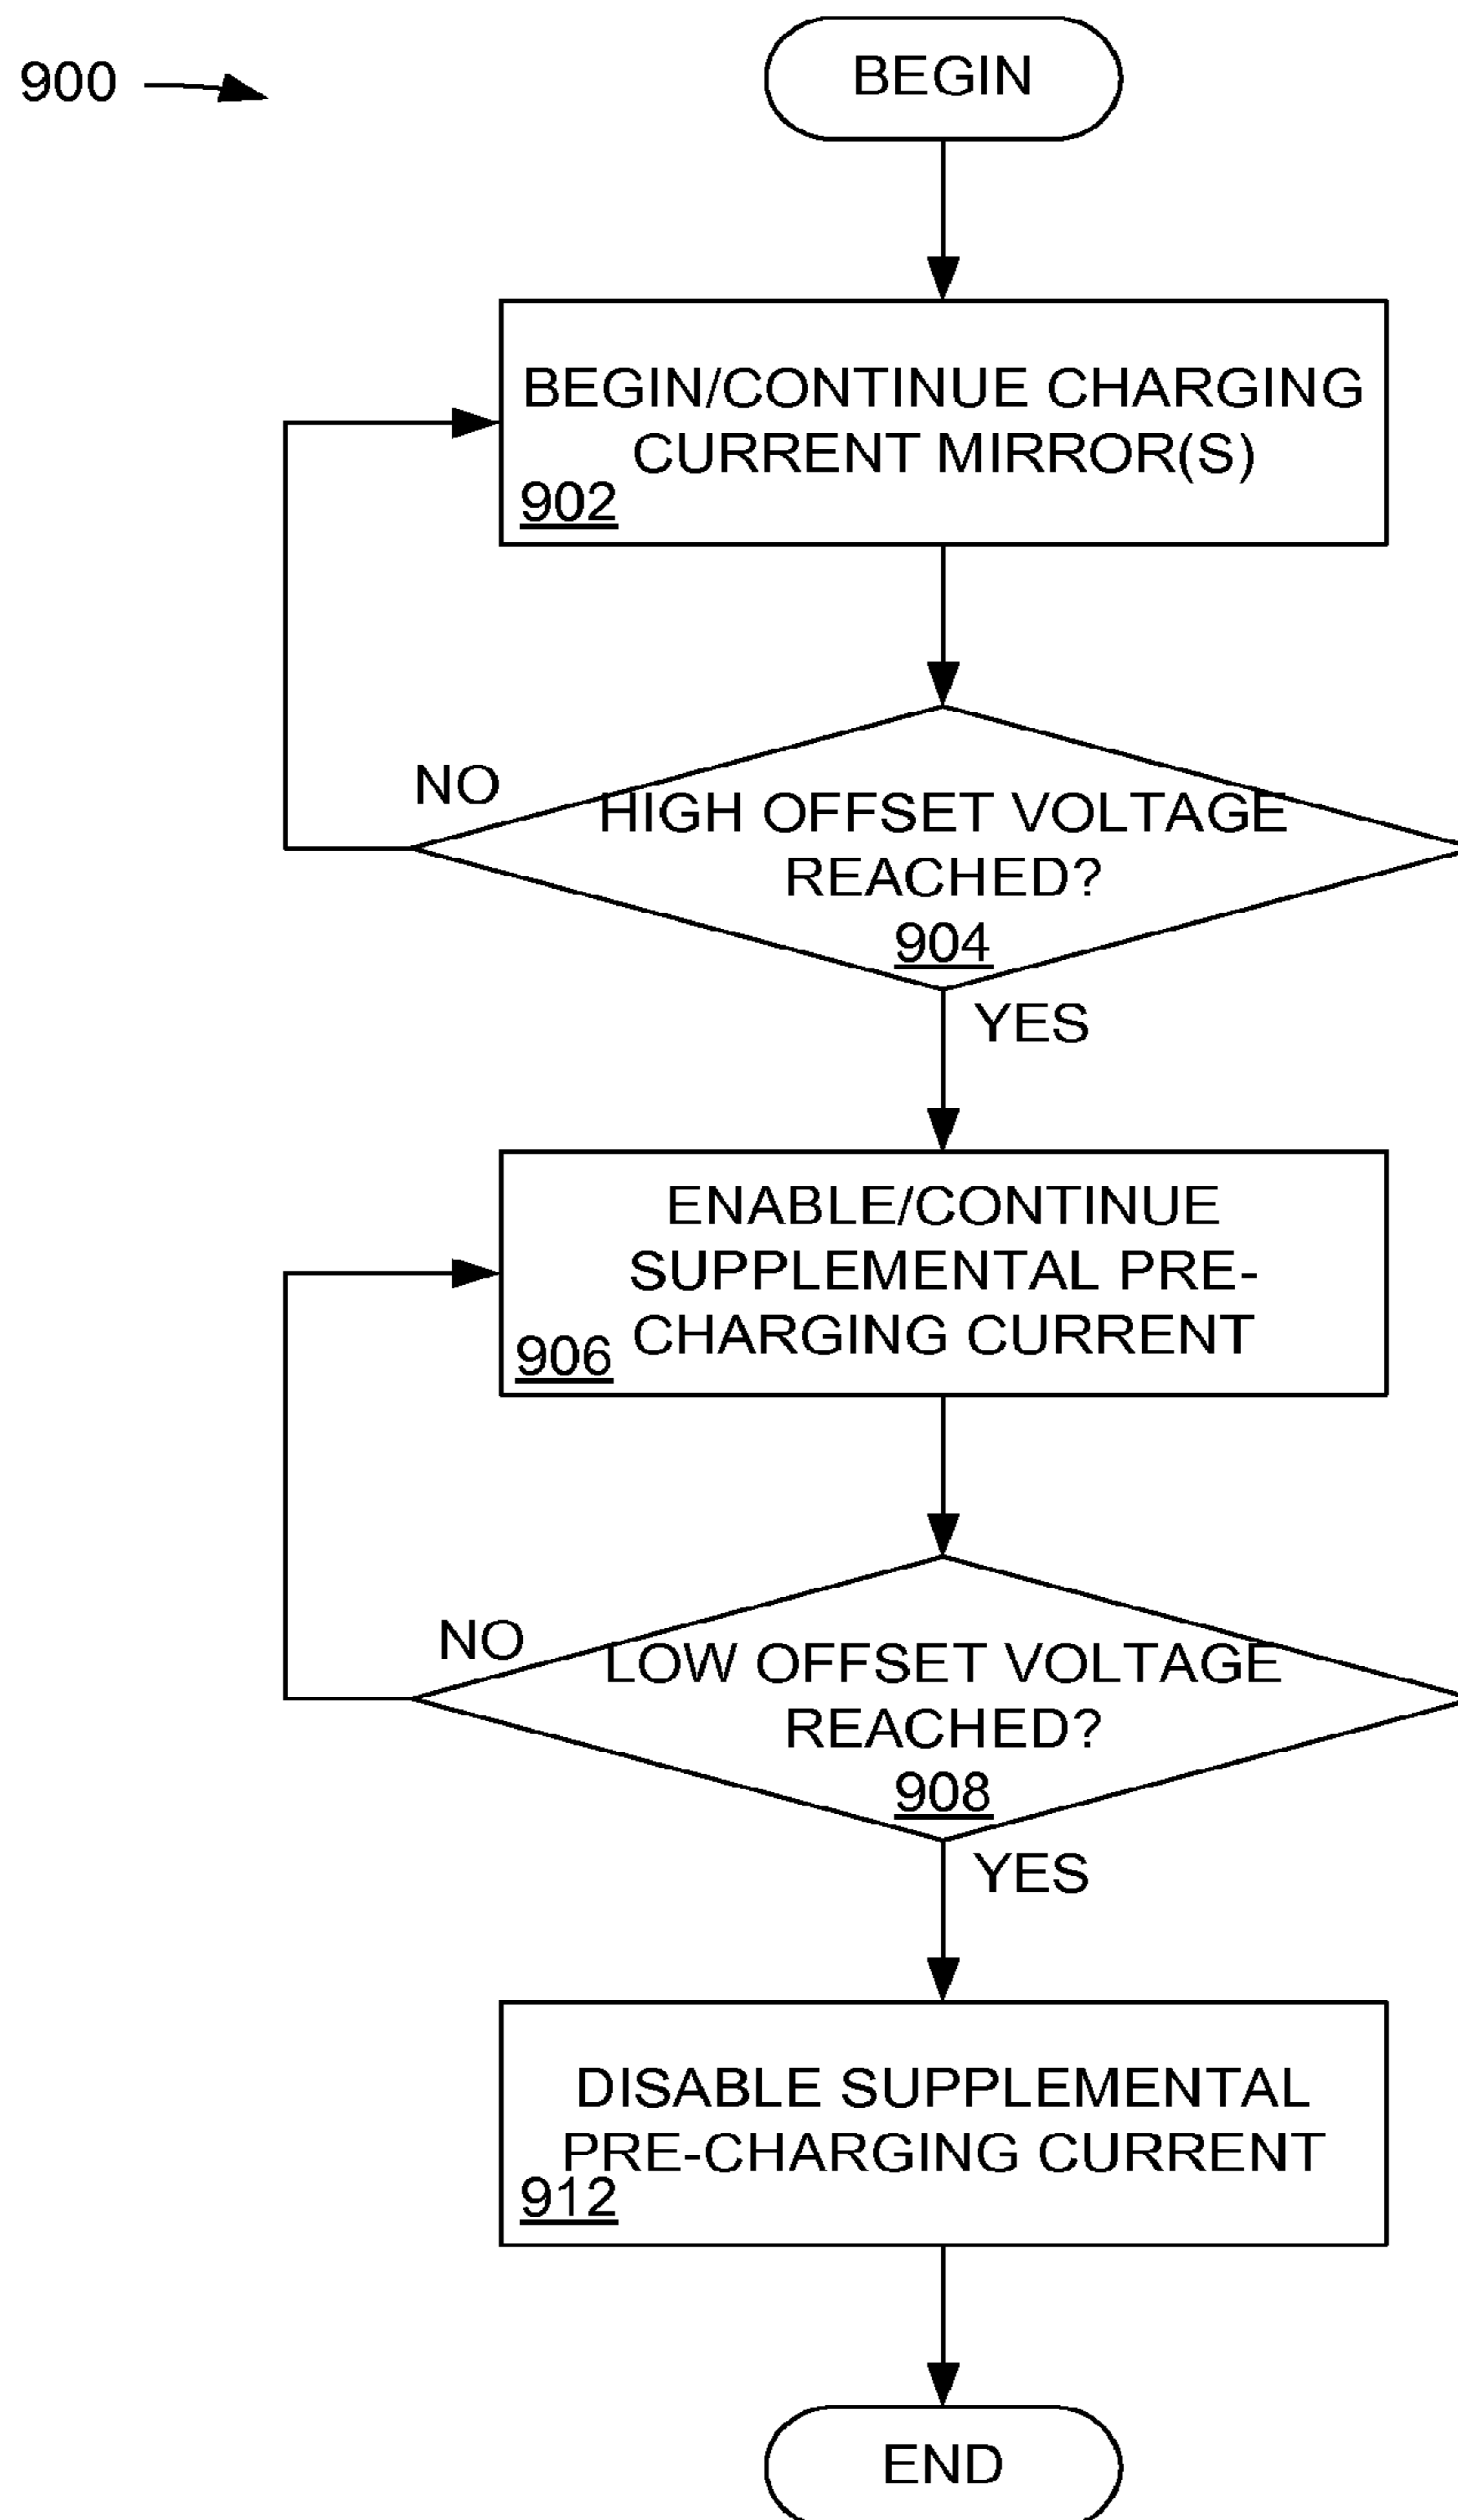 900
BEGIN
BEGIN/CONTINUE CHARGING
CURRENT MIRROR(S)
902
NO
HIGH OFFSET VOLTAGE
REACHED?
904
YES
ENABLE/CONTINUE
SUPPLEMENTAL PRE-
CHARGING CURRENT
906
NO
LOW OFFSET VOLTAGE
REACHED?
908
YES
DISABLE SUPPLEMENTAL
PRE-CHARGING CURRENT
912
END